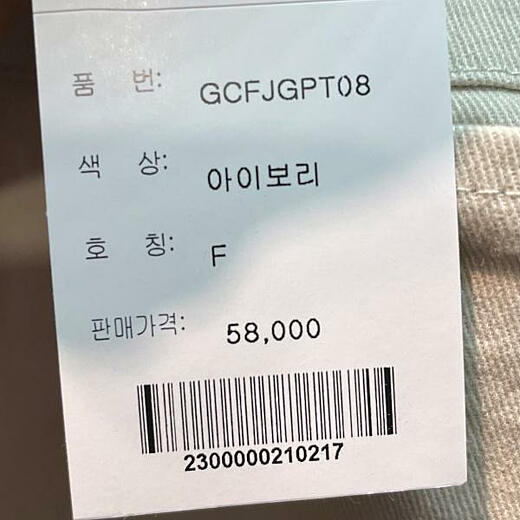 품 번: GCFJGPT08
색 상: 아이보리
호 칭: F
판매가격: 58,000
2300000210217